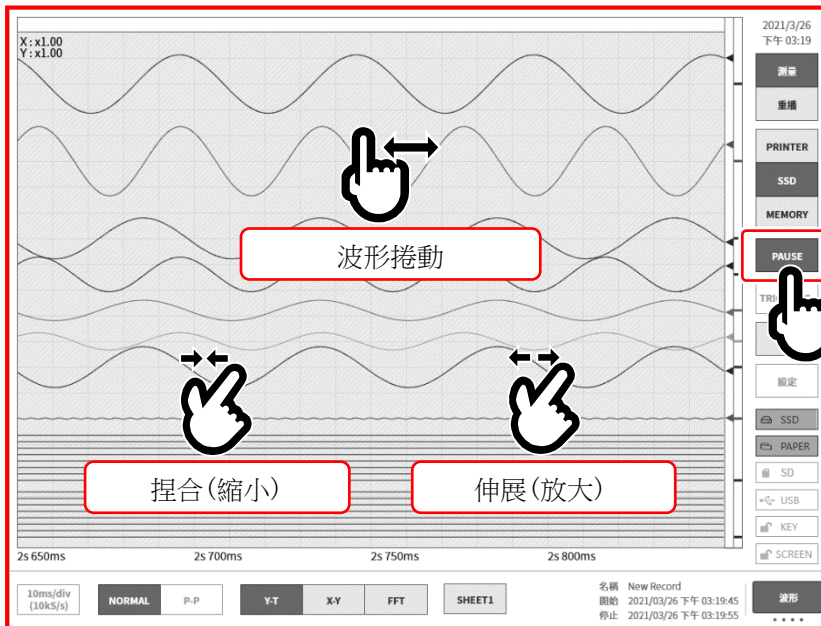 2021/3/26
下午 03:19
X: x1.00
Y: x1.00
測量
重播
PRINTER
SSD
MEMORY
波形捲動
PAUSE
設定
SSD
PAPER
捏合(縮小)
伸展(放大)
SD
USB
KEY
SCREEN
2s 650ms
2s 700ms
2s 750ms
2s 800ms
10ms/div
(10kS/s)
NORMAL
P-P
Y-T
X-Y
FFT
SHEET1
名稱 New Record
開始 2021/03/26 下午 03:19:45
停止 2021/03/26 下午 03:19:55
波形